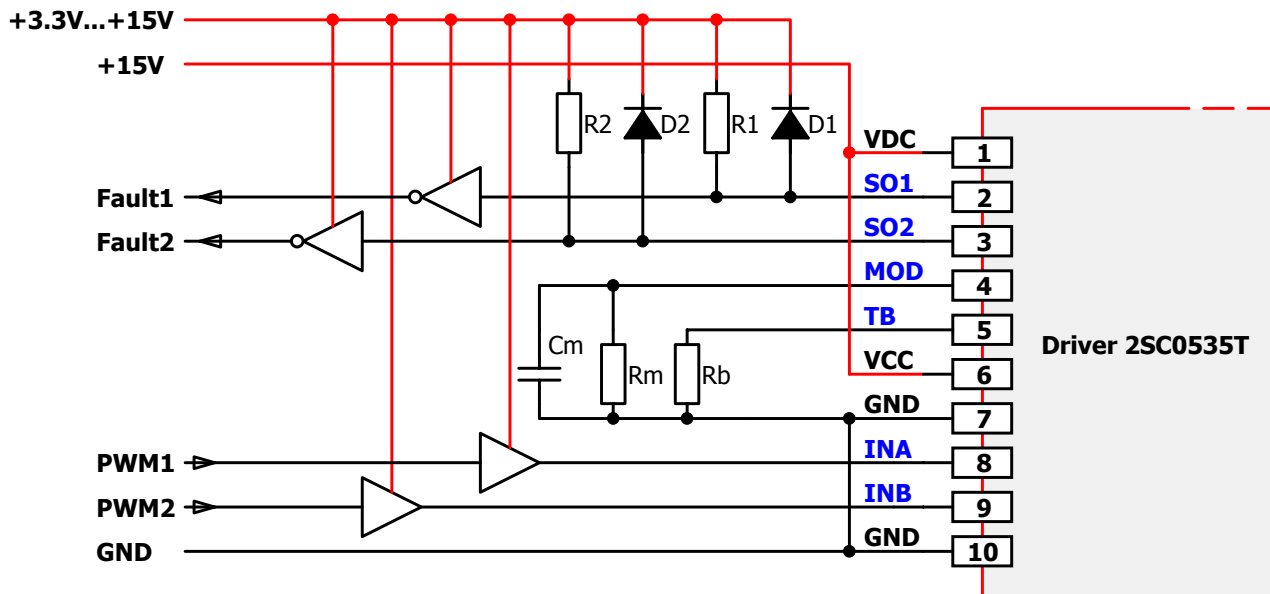 +3.3V...+15V
+15V
R2
D2
R1
D1
VDC
1
Fault1
SO1
2
Fault2
SO2
3
MOD
4
TB
5
Driver 2SC0535T
Cm
Rm
Rb
VCC
6
GND
7
PWM1
INA
8
PWM2
INB
9
GND
GND
10